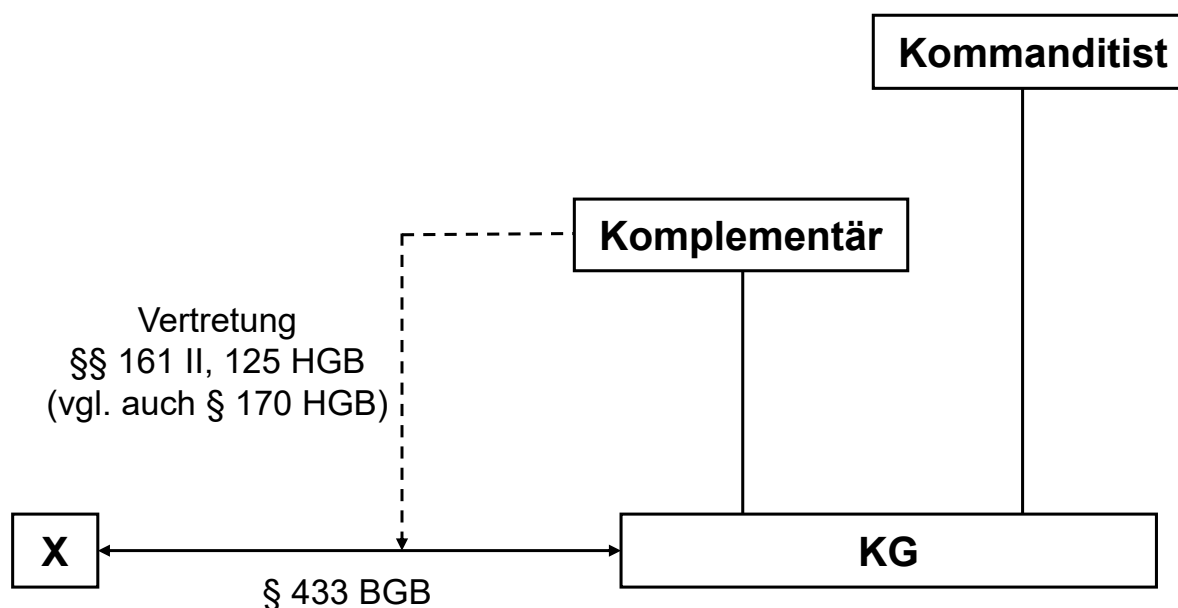 Kommanditist
Komplementär
Vertretung
§§ 161 II, 125 HGB
(vgl. auch § 170 HGB)
X
KG
§ 433 BGB